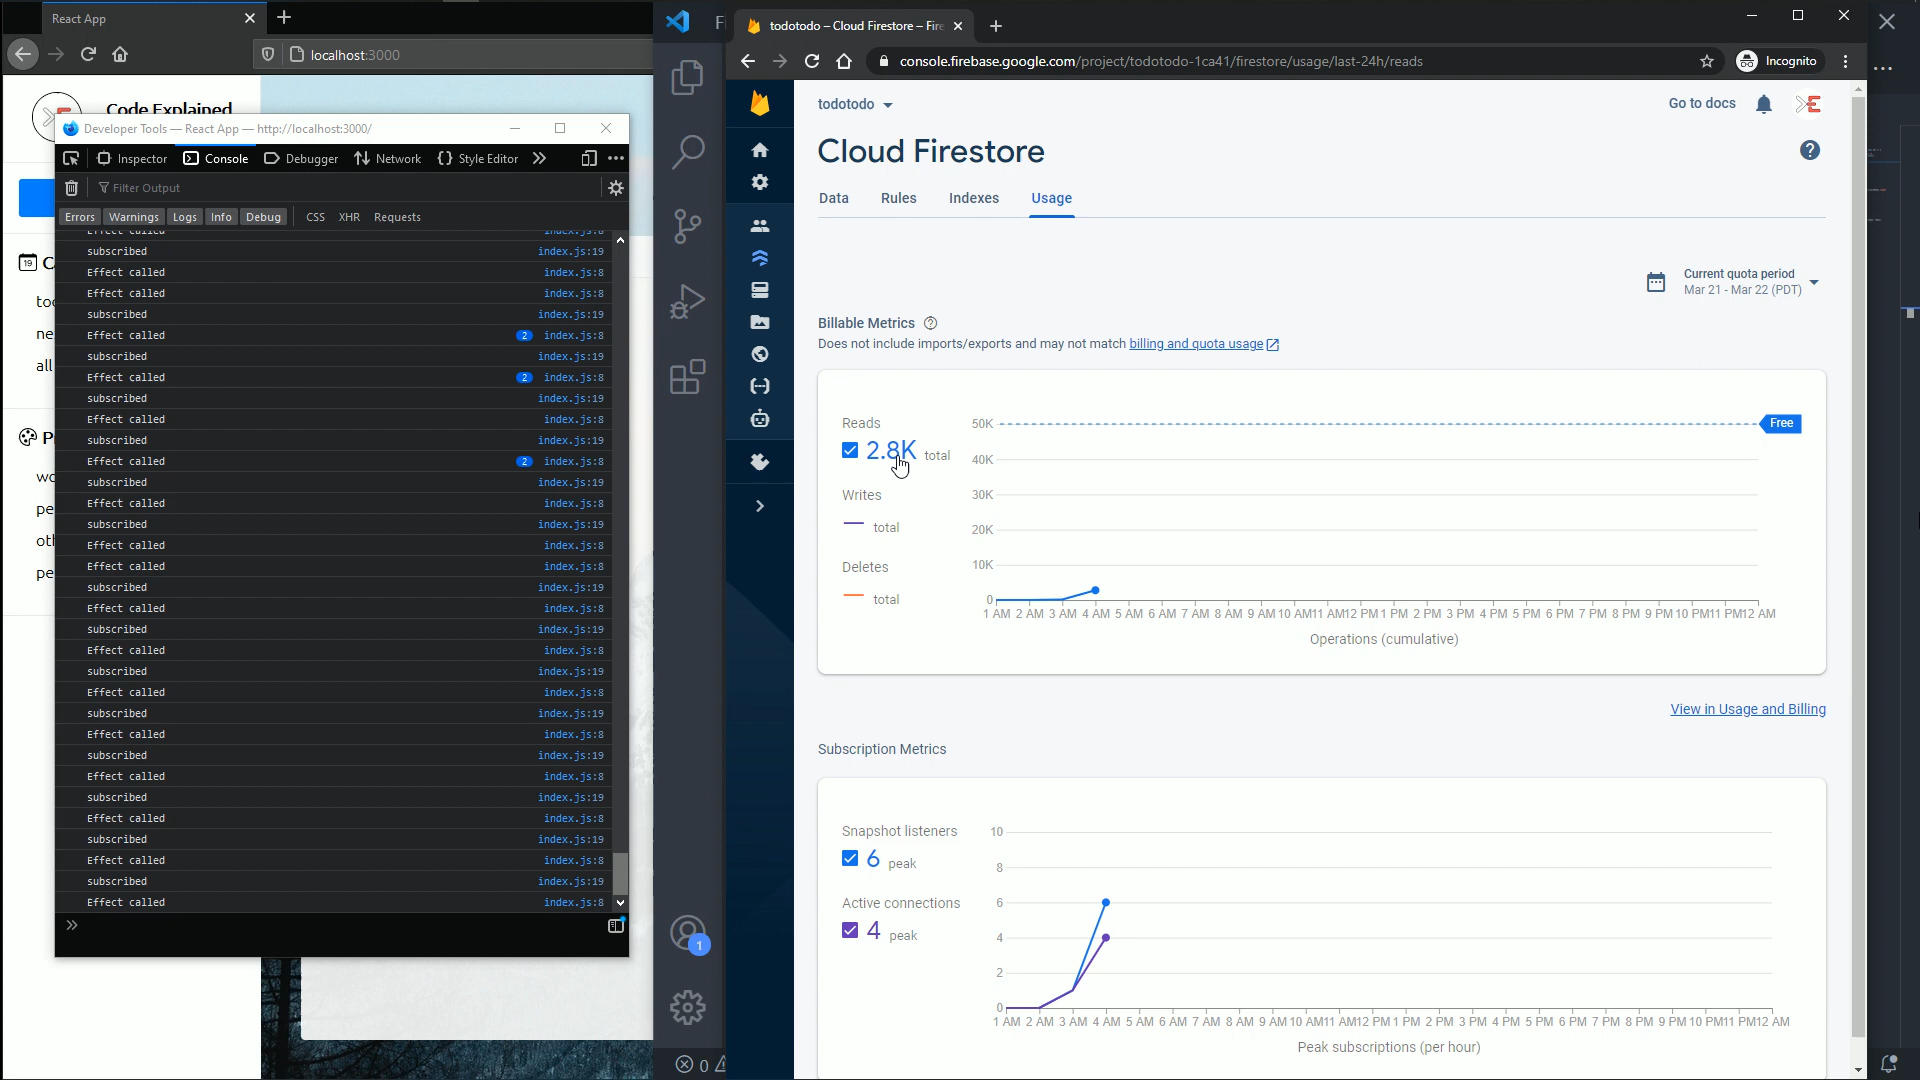 React App
localhost:3000
Code Explained
Developer Tools — React App — http://localhost:3000/
Inspector
Console
Debugger
Network
Style Editor
Filter Output
Errors
Warnings
Logs
Info
Debug
CSS
XHR
Requests
Effect called index.js:8
subscribed index.js:19
Effect called index.js:8
Effect called index.js:8
subscribed index.js:19
Effect called 2 index.js:8
subscribed index.js:19
Effect called 2 index.js:8
subscribed index.js:19
Effect called index.js:8
subscribed index.js:19
Effect called 2 index.js:8
subscribed index.js:19
Effect called index.js:8
subscribed index.js:19
Effect called index.js:8
Effect called index.js:8
subscribed index.js:19
Effect called index.js:8
subscribed index.js:19
Effect called index.js:8
subscribed index.js:19
Effect called index.js:8
subscribed index.js:19
Effect called index.js:8
subscribed index.js:19
Effect called index.js:8
subscribed index.js:19
Effect called index.js:8
subscribed index.js:19
Effect called index.js:8
subscribed index.js:19
Effect called index.js:8
19
1
0
todotodo – Cloud Firestore – Fire
console.firebase.google.com/project/todotodo-1ca41/firestore/usage/last-24h/reads
Incognito
todotodo
Go to docs
Cloud Firestore
Data
Rules
Indexes
Usage
Current quota period
Mar 21 - Mar 22 (PDT)
Billable Metrics
Does not include imports/exports and may not match billing and quota usage
Reads
2.8K total
Writes
total
Deletes
total
50K
40K
30K
20K
10K
0
Free
1 AM 2 AM 3 AM 4 AM 5 AM 6 AM 7 AM 8 AM 9 AM 10 AM 11 AM 12 PM 1 PM 2 PM 3 PM 4 PM 5 PM 6 PM 7 PM 8 PM 9 PM 10 PM 11 PM 12 AM
Operations (cumulative)
View in Usage and Billing
Subscription Metrics
Snapshot listeners
6 peak
Active connections
4 peak
10
8
6
4
2
0
1 AM 2 AM 3 AM 4 AM 5 AM 6 AM 7 AM 8 AM 9 AM 10 AM 11 AM 12 PM 1 PM 2 PM 3 PM 4 PM 5 PM 6 PM 7 PM 8 PM 9 PM 10 PM 11 PM 12 AM
Peak subscriptions (per hour)